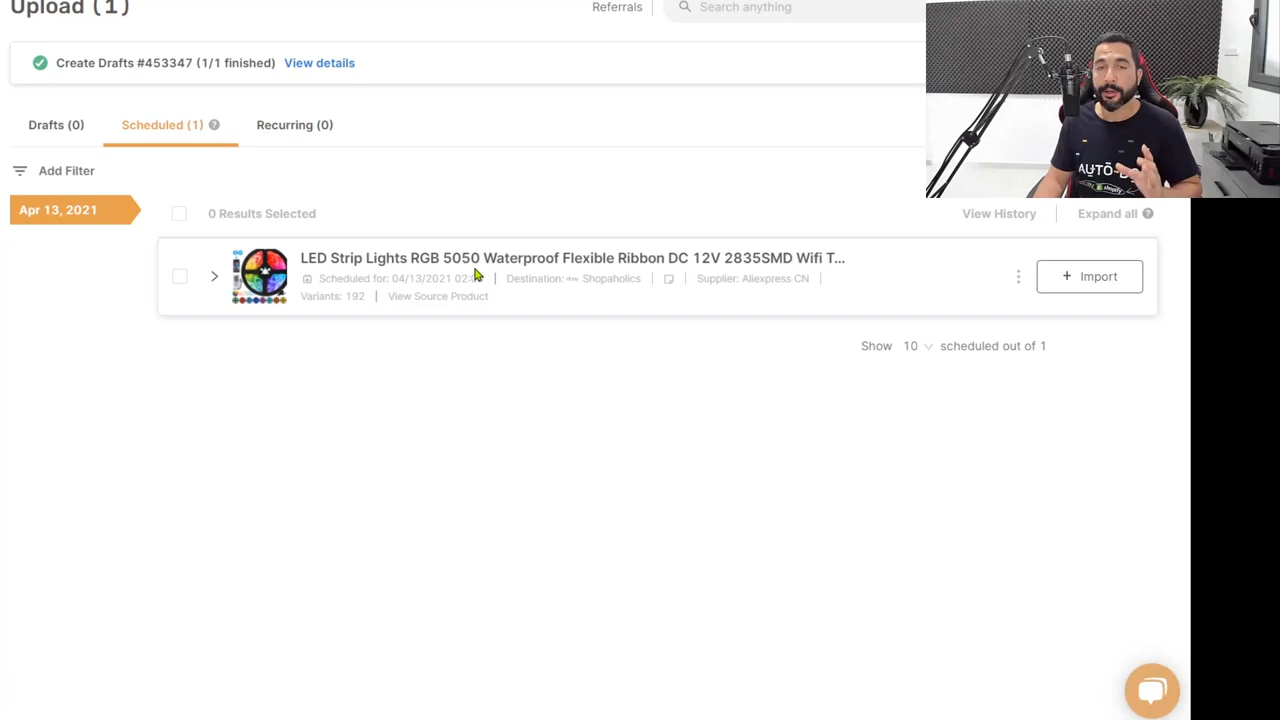 Upload (1)
Referrals
Search anything
Create Drafts #453347 (1/1 finished) View details
Drafts (0) Scheduled (1) ? Recurring (0)
Add Filter
Apr 13, 2021
0 Results Selected
View History
Expand all ?
LED Strip Lights RGB 5050 Waterproof Flexible Ribbon DC 12V 2835SMD Wifi T...
Scheduled for: 04/13/2021 | Destination: ebay Shopaholics | | Supplier: Aliexpress CN |
Variants: 192 | View Source Product
+ Import
Show 10 scheduled out of 1
shopify